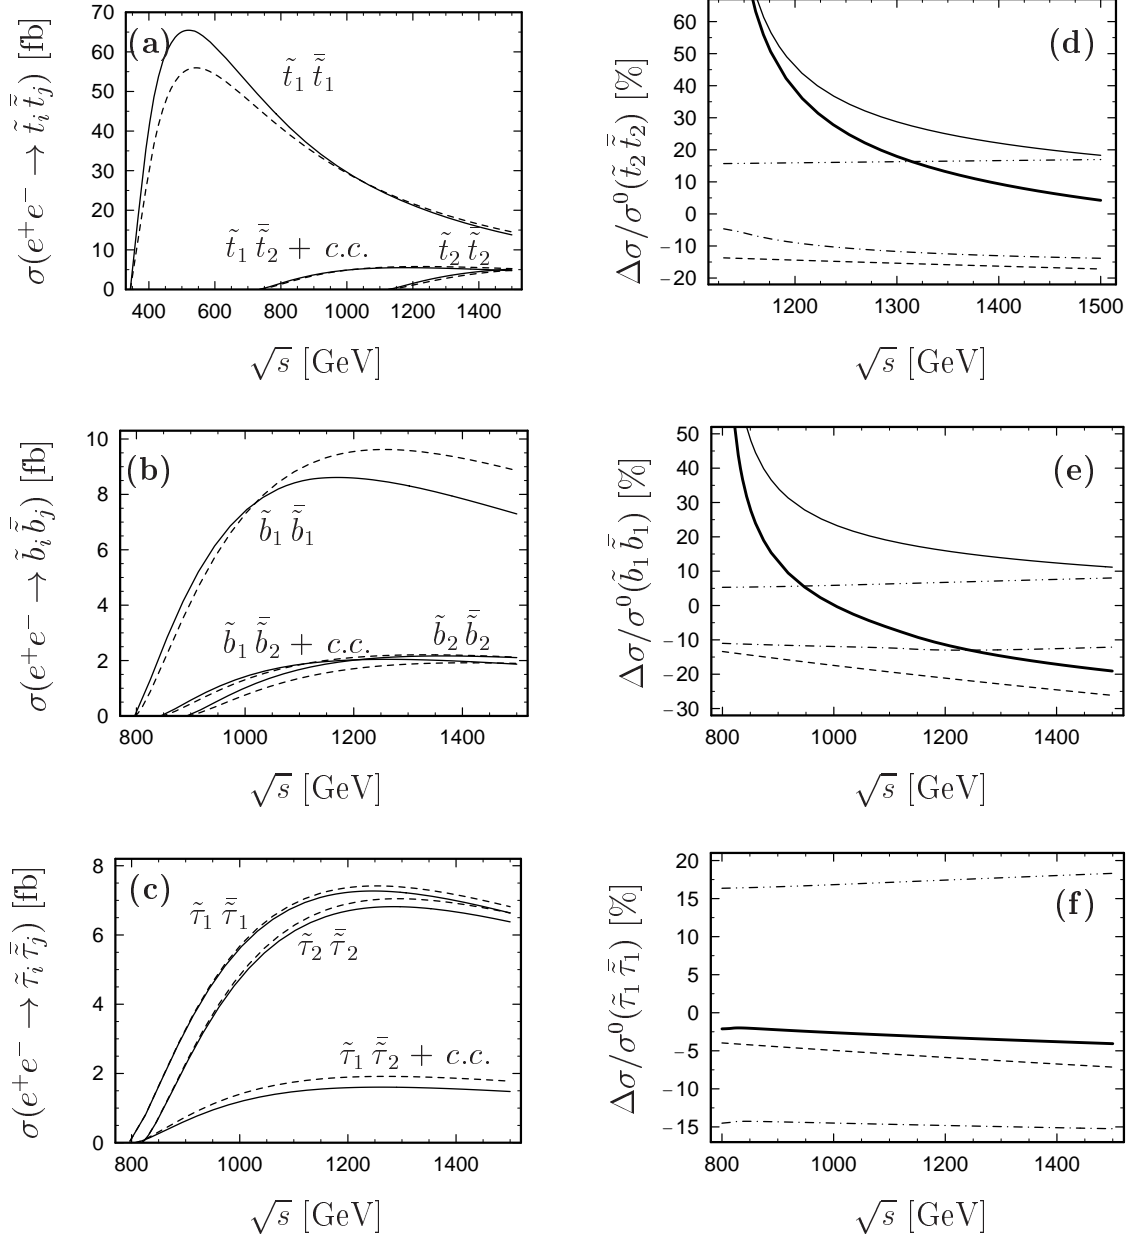 (a)
σ(e⁺e⁻ → t̃ᵢ t̃̄ⱼ) [fb]
70
60
50
40
30
20
10
0
t̃₁ t̃̄₁
t̃₁ t̃̄₂ + c.c.
t̃₂ t̃̄₂
400 600 800 1000 1200 1400
√s [GeV]
(d)
Δσ/σ⁰(t̃₂ t̃̄₂) [%]
60
50
40
30
20
10
0
−10
−20
1200 1300 1400 1500
√s [GeV]
(b)
σ(e⁺e⁻ → b̃ᵢ b̃̄ⱼ) [fb]
10
8
6
4
2
0
b̃₁ b̃̄₁
b̃₁ b̃̄₂ + c.c.
b̃₂ b̃̄₂
800 1000 1200 1400
√s [GeV]
(e)
Δσ/σ⁰(b̃₁ b̃̄₁) [%]
50
40
30
20
10
0
−10
−20
−30
800 1000 1200 1400
√s [GeV]
(c)
σ(e⁺e⁻ → τ̃ᵢ τ̃̄ⱼ) [fb]
8
6
4
2
0
τ̃₁ τ̃̄₁
τ̃₂ τ̃̄₂
τ̃₁ τ̃̄₂ + c.c.
800 1000 1200 1400
√s [GeV]
(f)
Δσ/σ⁰(τ̃₁ τ̃̄₁) [%]
20
15
10
5
0
−5
−10
−15
800 1000 1200 1400
√s [GeV]